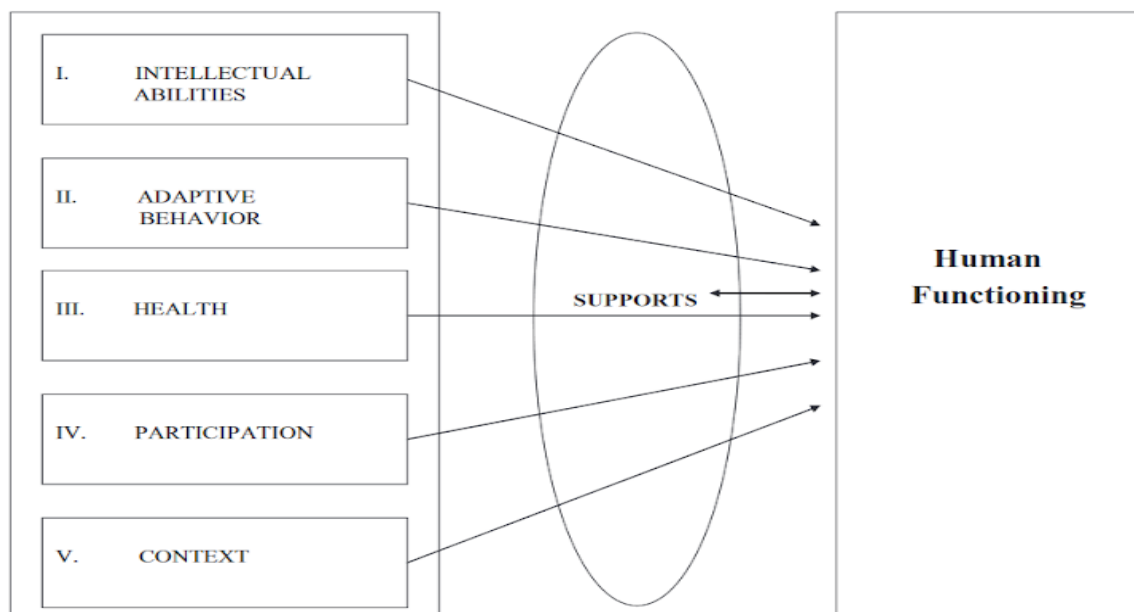 I. INTELLECTUAL
ABILITIES
II. ADAPTIVE
BEHAVIOR
III. HEALTH
IV. PARTICIPATION
V. CONTEXT
SUPPORTS
Human
Functioning